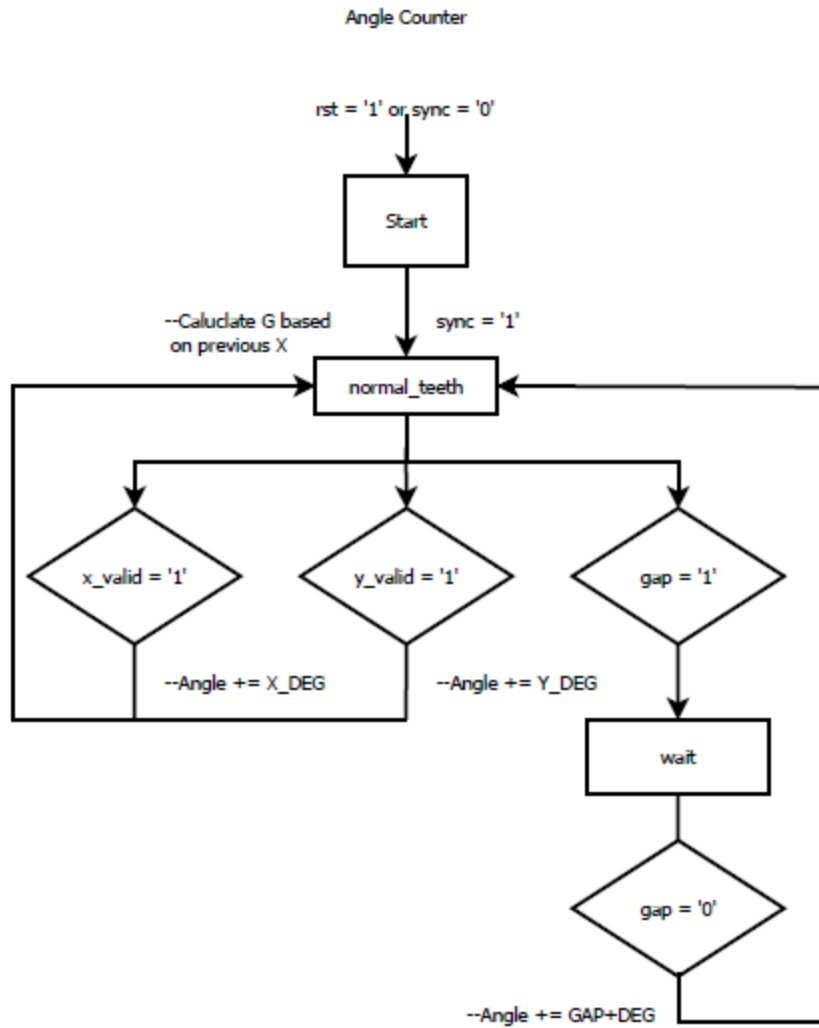 Angle Counter
rst = '1' or sync = '0'
Start
--Caluclate G based
on previous X
sync = '1'
normal_teeth
x_valid = '1'
y_valid = '1'
gap = '1'
--Angle += X_DEG
--Angle += Y_DEG
wait
gap = '0'
--Angle += GAP+DEG